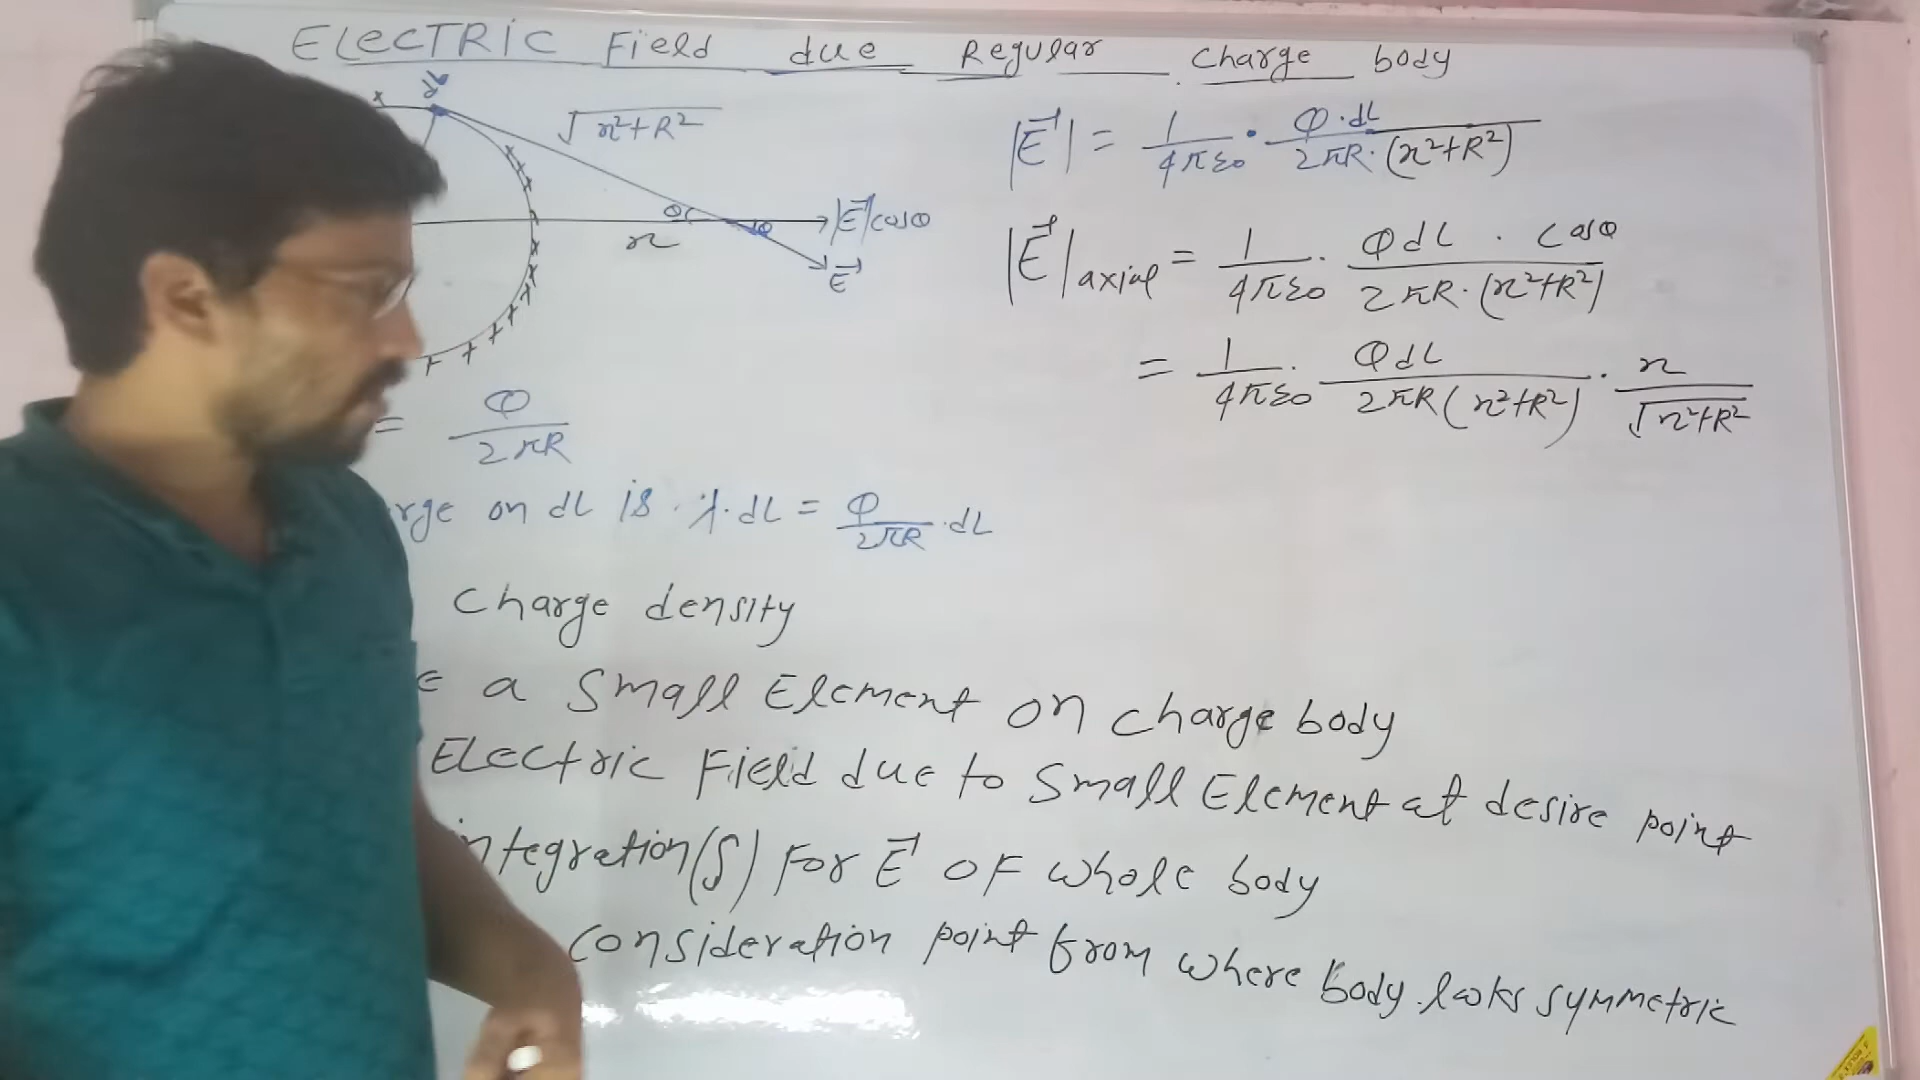 ELECTRIC Field due Regular charge body
dL
√x²+R²
θ
θ
|E⃗|cosθ
x
E⃗
= Q/2πR
rge on dL is λ.dL = Q/2πR .dL
charge density
a small Element on charge body
Electric Field due to small Element at desire point
integration(∫) For E⃗ OF whole body
consideration point from where body looks symmetric
|E⃗| = 1/4πε0 . Q.dL/2πR.(x²+R²)
|E⃗|axial = 1/4πε0 . QdL . cosθ/2πR.(x²+R²)
= 1/4πε0 . QdL/2πR(x²+R²) . x/√x²+R²